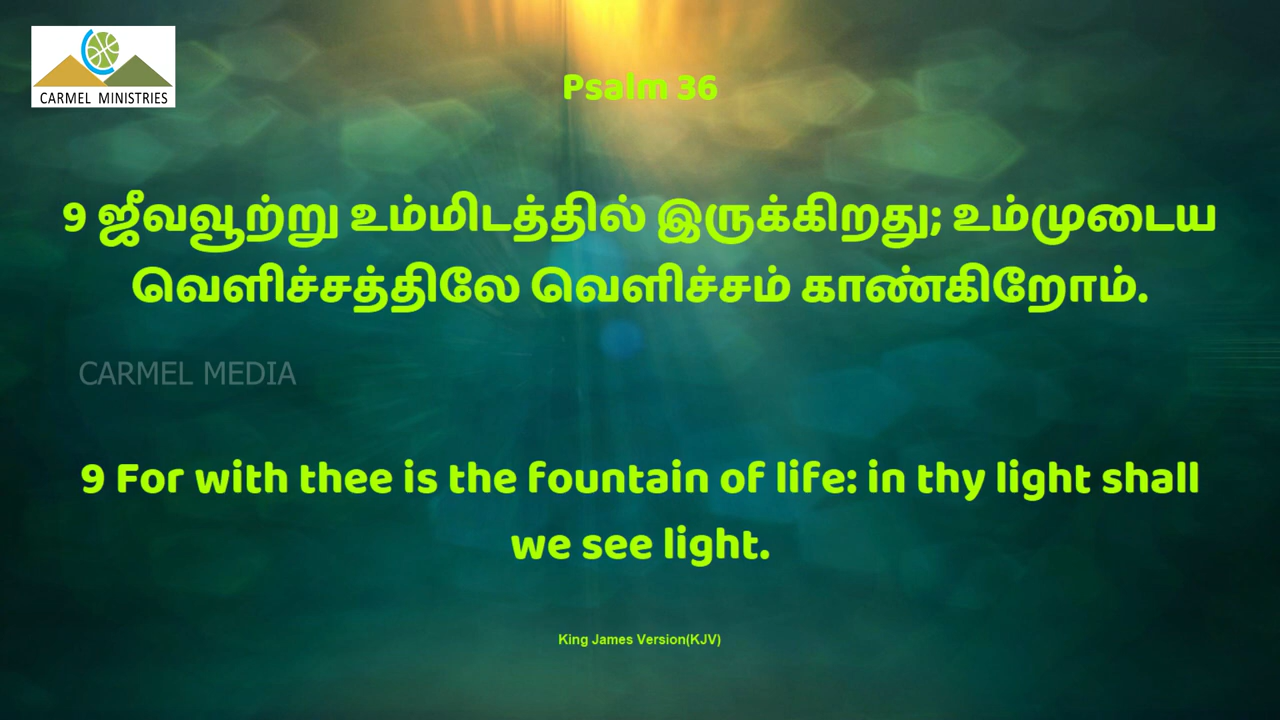 CARMEL MINISTRIES
Psalm 36
9 ஜீவவூற்று உம்மிடத்தில் இருக்கிறது; உம்முடைய
வெளிச்சத்திலே வெளிச்சம் காண்கிறோம்.
CARMEL MEDIA
9 For with thee is the fountain of life: in thy light shall
we see light.
King James Version(KJV)